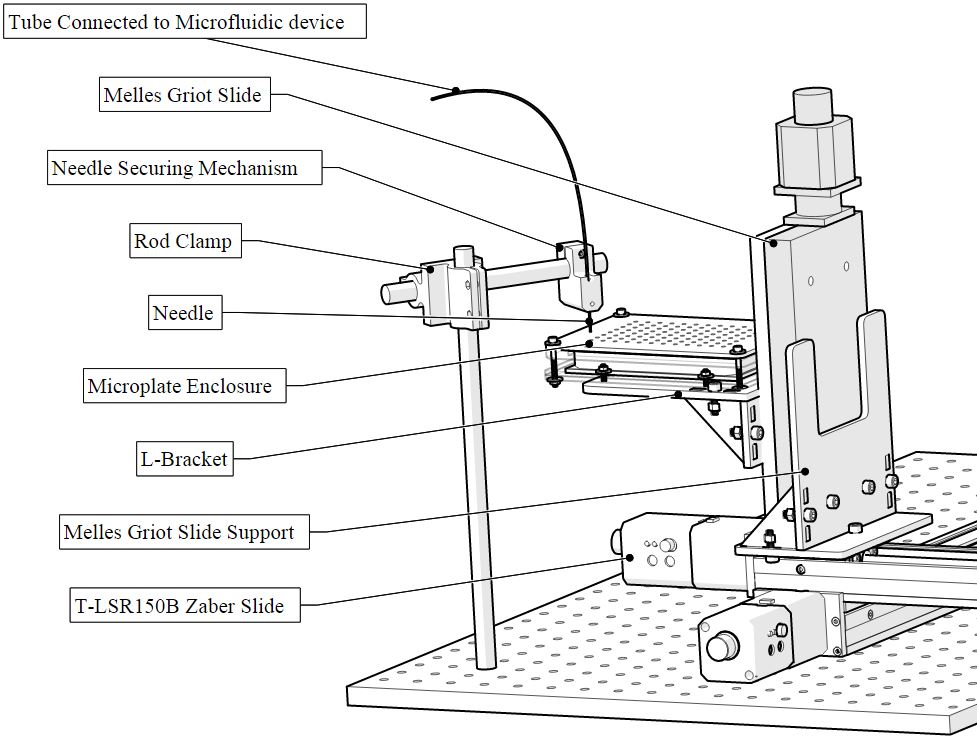 Tube Connected to Microfluidic device
Melles Griot Slide
Needle Securing Mechanism
Rod Clamp
Needle
Microplate Enclosure
L-Bracket
Melles Griot Slide Support
T-LSR150B Zaber Slide